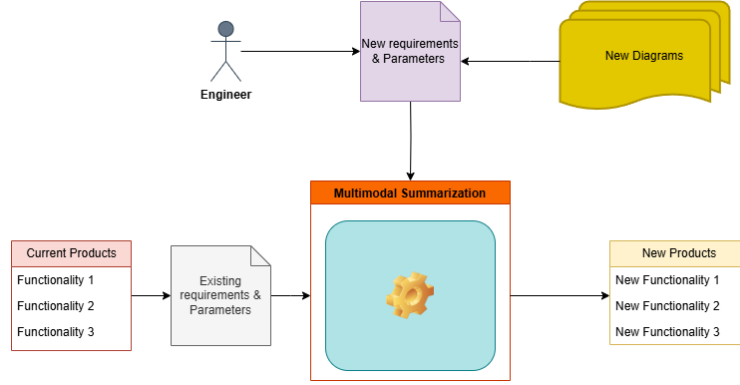 New requirements
& Parameters
New Diagrams
Engineer
Multimodal Summarization
Current Products
Functionality 1
Functionality 2
Functionality 3
Existing
requirements &
Parameters
New Products
New Functionality 1
New Functionality 2
New Functionality 3